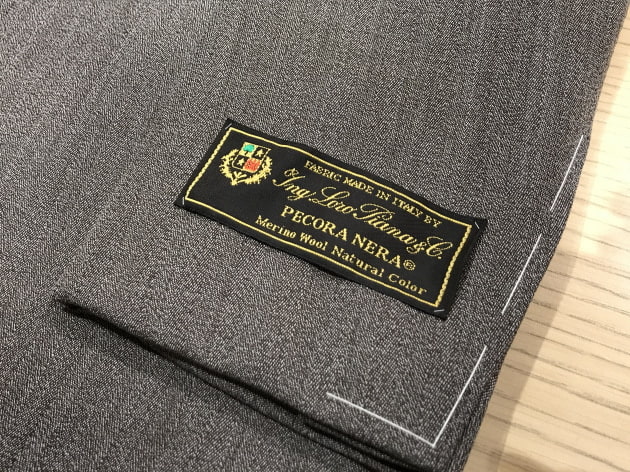 FABRIC MADE IN ITALY BY
Ing. Loro Piana & C.
PECORA NERA®
Merino Wool Natural Color